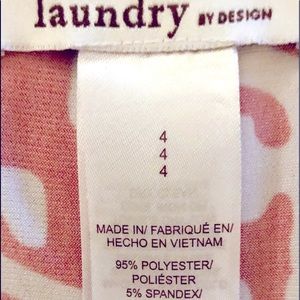 laundry BY DESIGN
4
4
4
MADE IN/ FABRIQUÉ EN/
HECHO EN VIETNAM
95% POLYESTER/
POLIÉSTER
5% SPANDEX/